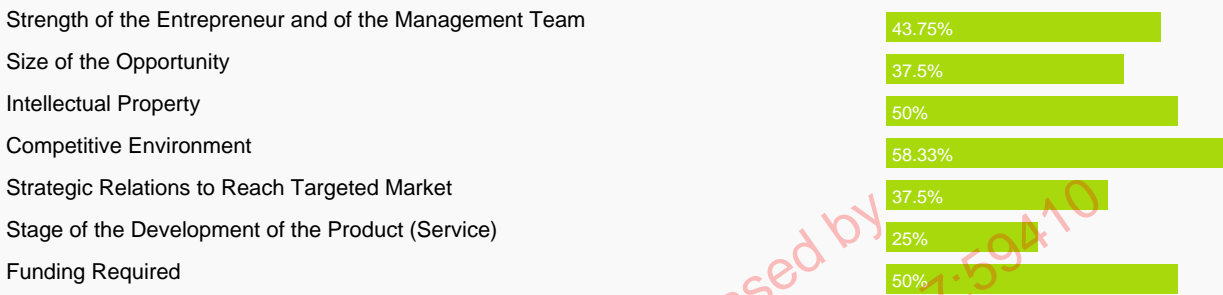 Strength of the Entrepreneur and of the Management Team 43.75%
Size of the Opportunity 37.5%
Intellectual Property 50%
Competitive Environment 58.33%
Strategic Relations to Reach Targeted Market 37.5%
Stage of the Development of the Product (Service) 25%
Funding Required 50%